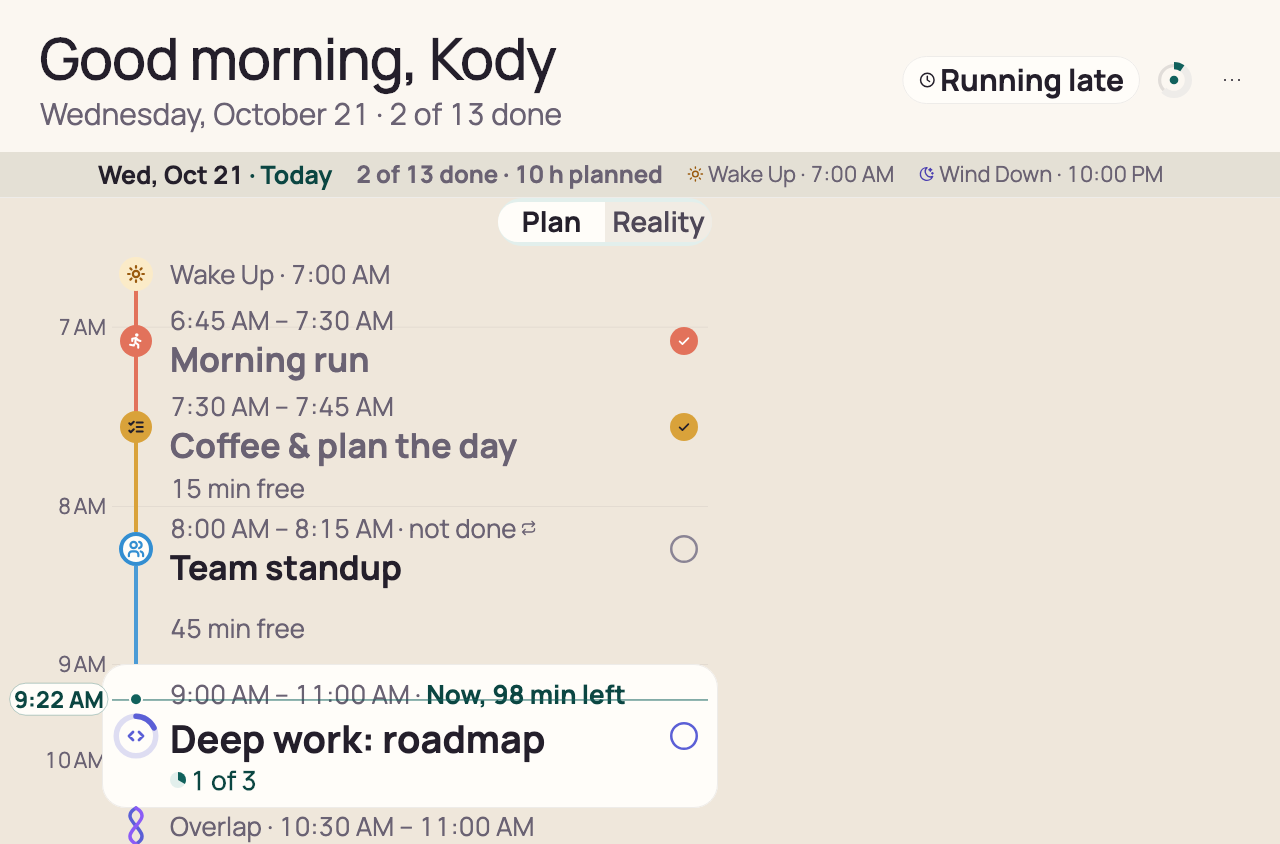 Good morning, Kody
Wednesday, October 21 · 2 of 13 done
Running late
Wed, Oct 21 · Today 2 of 13 done · 10 h planned Wake Up · 7:00 AM Wind Down · 10:00 PM
Plan Reality
Wake Up · 7:00 AM
6:45 AM – 7:30 AM
7 AM
Morning run
7:30 AM – 7:45 AM
Coffee & plan the day
15 min free
8 AM
8:00 AM – 8:15 AM · not done
Team standup
45 min free
9 AM
9:22 AM
9:00 AM – 11:00 AM · Now, 98 min left
Deep work: roadmap
10 AM
1 of 3
Overlap · 10:30 AM – 11:00 AM